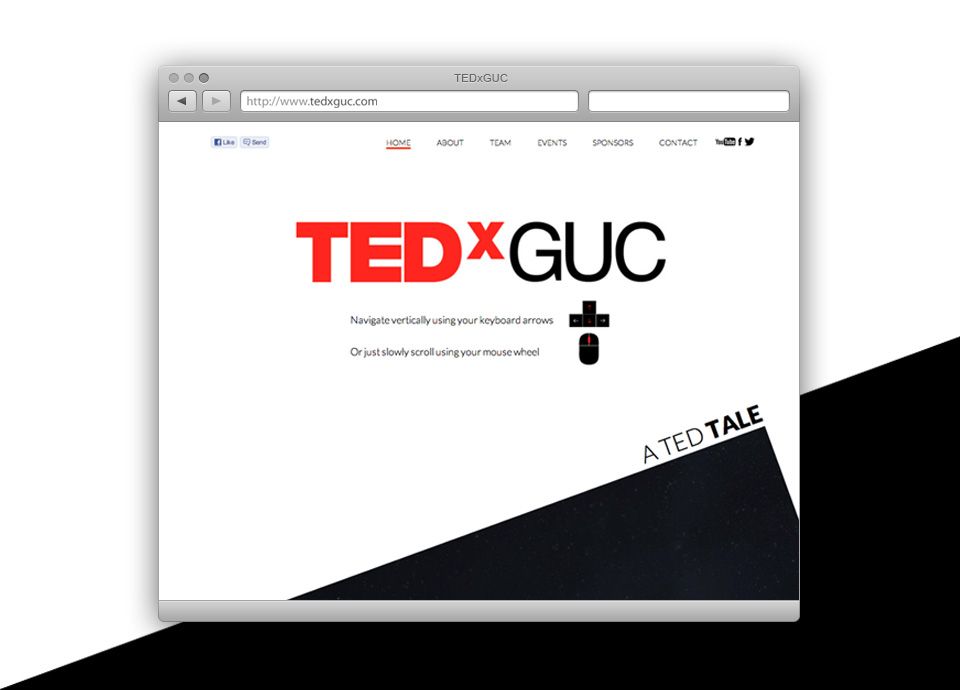 TEDxGUC
http://www.tedxguc.com
Like Send
HOME ABOUT TEAM EVENTS SPONSORS CONTACT YouTube
TEDxGUC
Navigate vertically using your keyboard arrows
Or just slowly scroll using your mouse wheel
A TED TALE